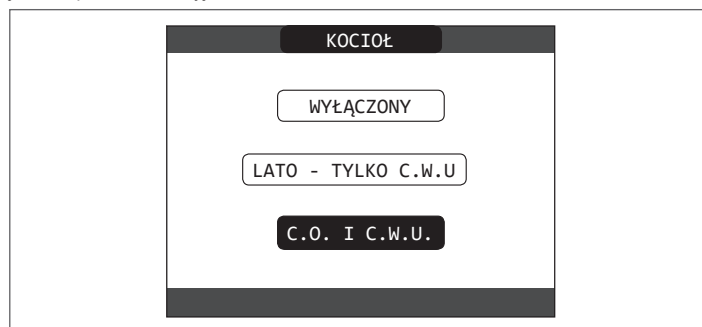 KOCIOŁ
WYŁĄCZONY
LATO - TYLKO C.W.U
C.O. I C.W.U.